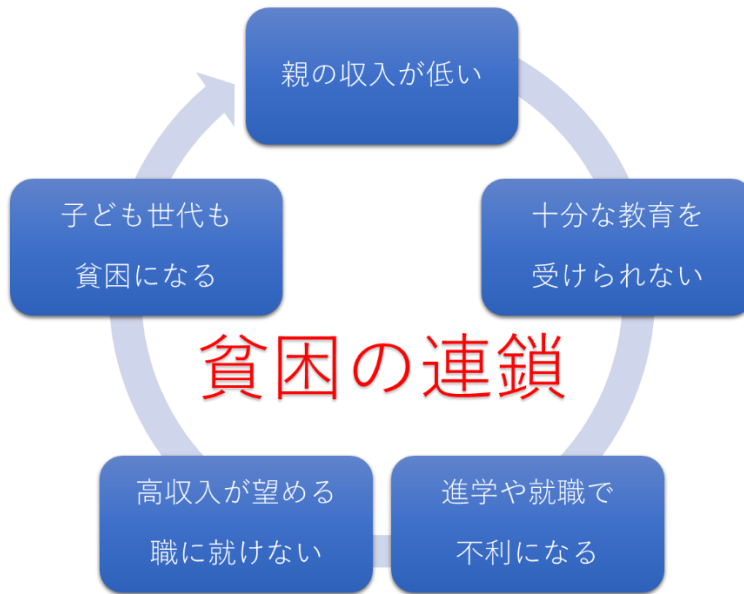 親の収入が低い
十分な教育を
受けられない
進学や就職で
不利になる
高収入が望める
職に就けない
子ども世代も
貧困になる
貧困の連鎖